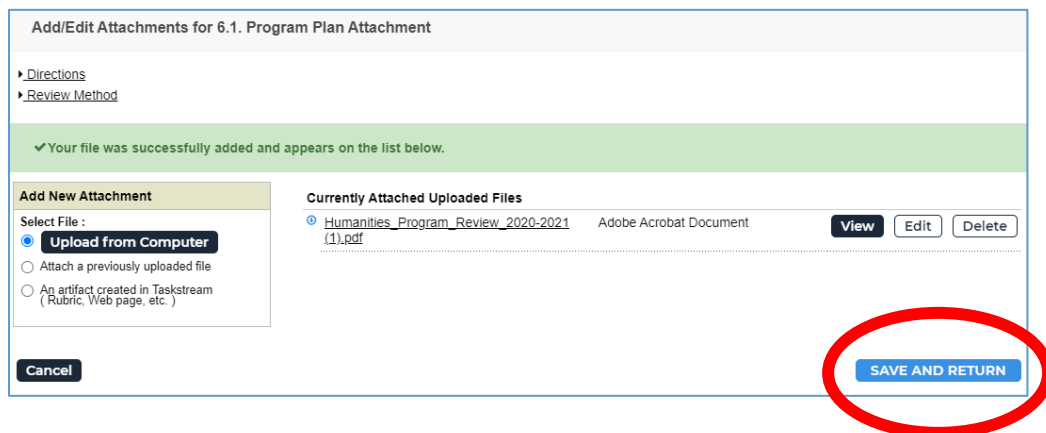 Add/Edit Attachments for 6.1. Program Plan Attachment
Directions
Review Method
Your file was successfully added and appears on the list below.
Add New Attachment
Select File :
Upload from Computer
Attach a previously uploaded file
An artifact created in Taskstream
( Rubric, Web page, etc. )
Currently Attached Uploaded Files
Humanities_Program_Review_2020-2021 Adobe Acrobat Document View Edit Delete
(1).pdf
Cancel
SAVE AND RETURN